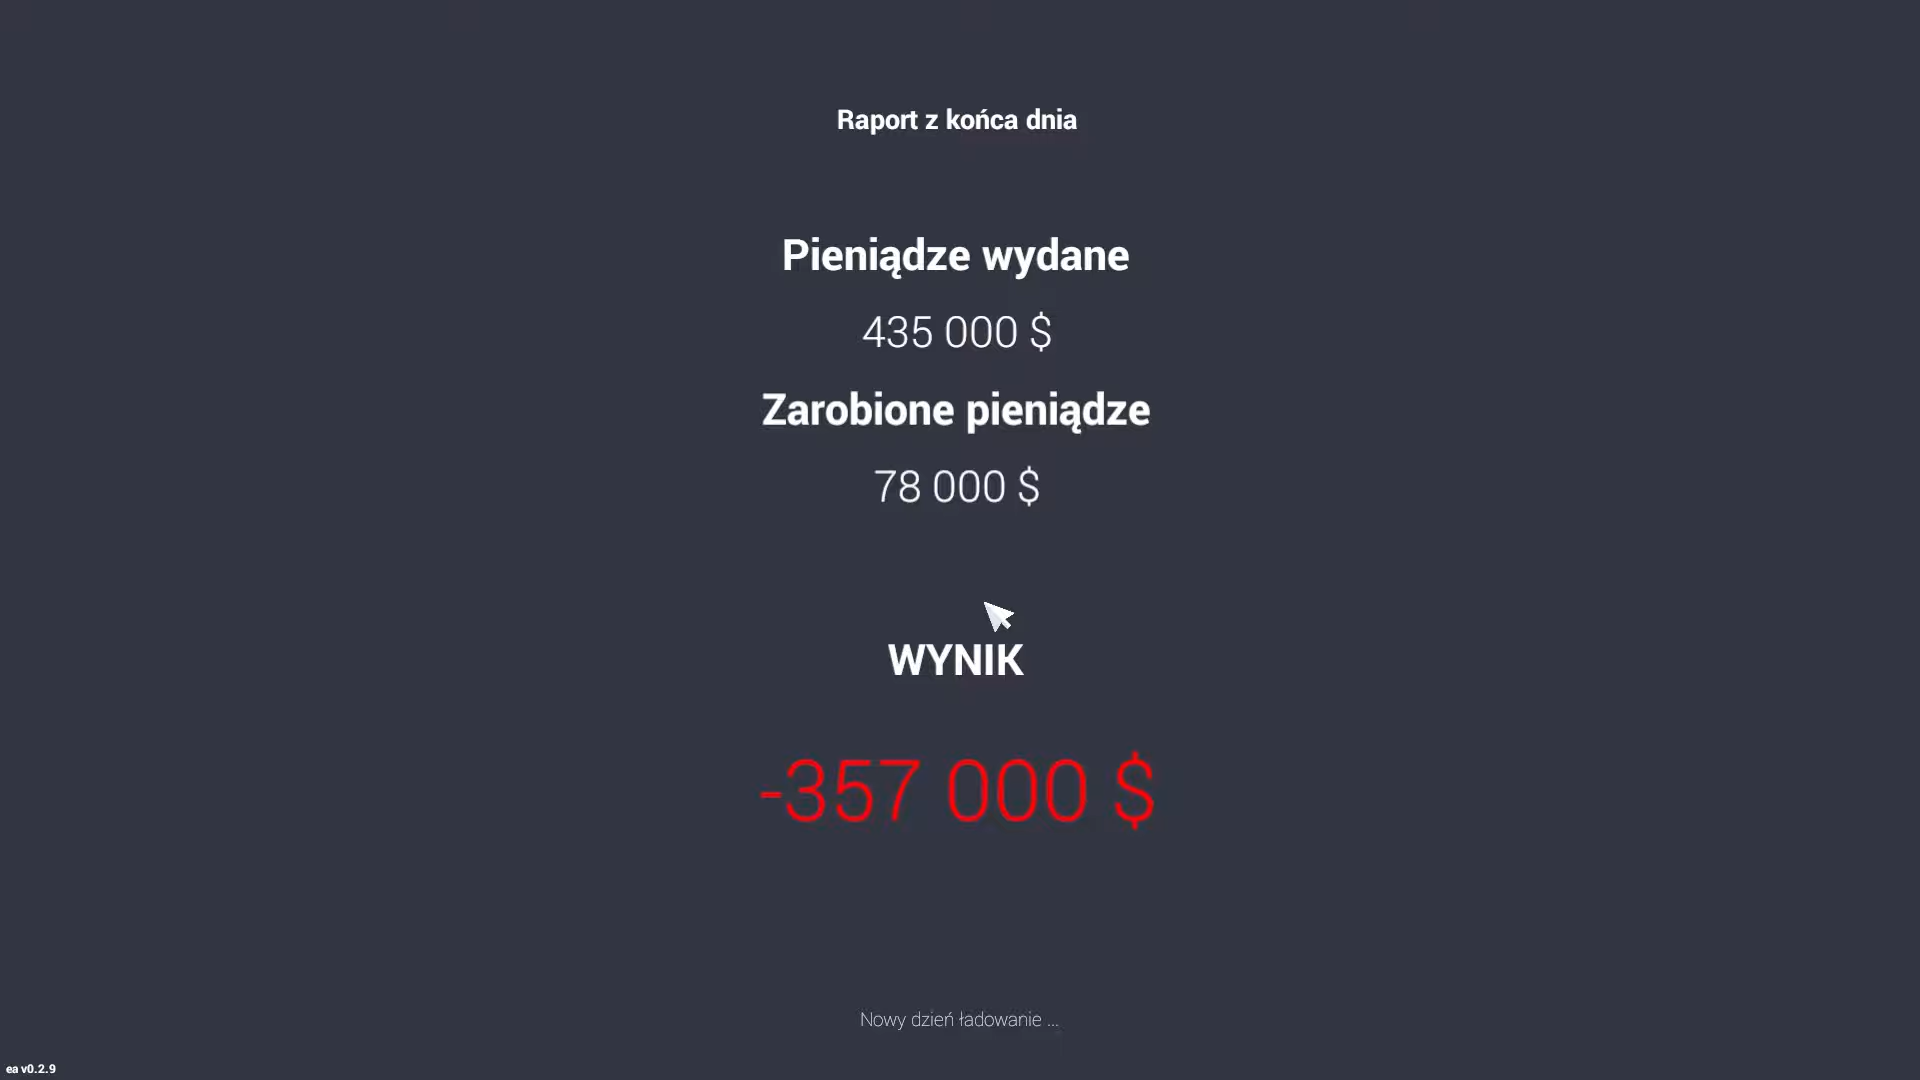 Raport z końca dnia
Pieniądze wydane
435 000 $
Zarobione pieniądze
78 000 $
WYNIK
-357 000 $
Nowy dzień ładowanie ...
ea v0.2.9